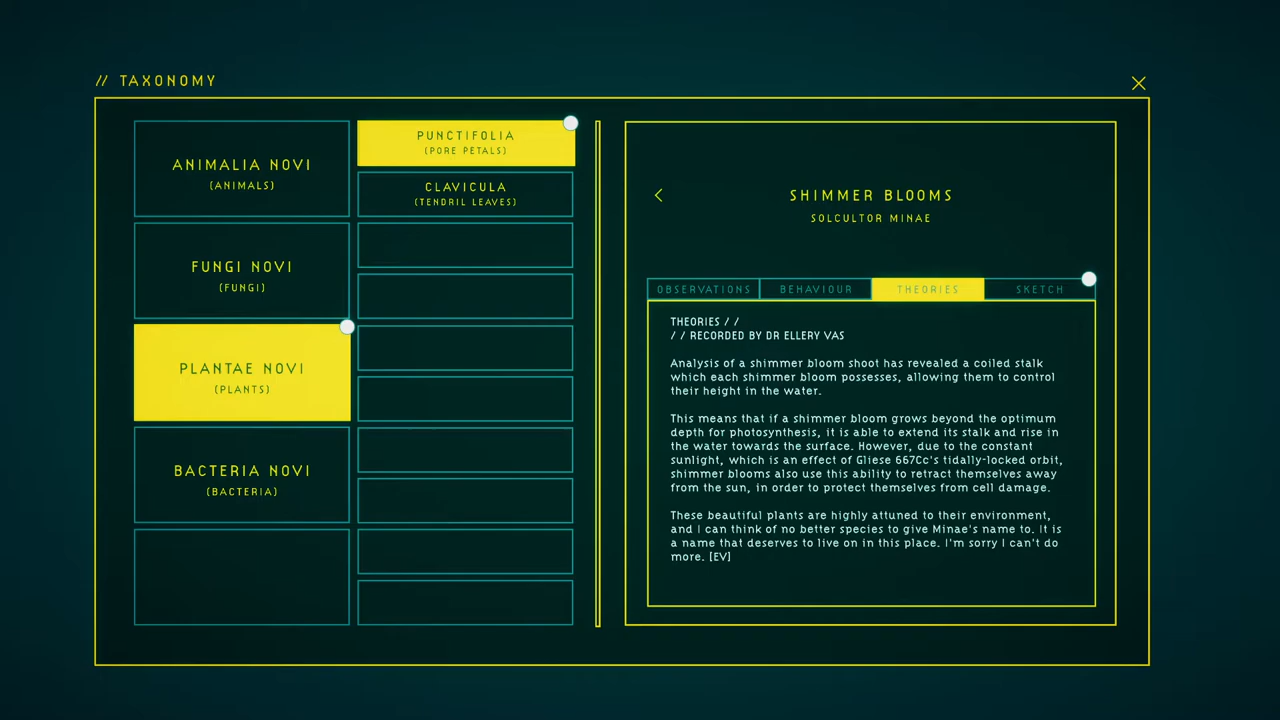 // TAXONOMY
ANIMALIA NOVI
(ANIMALS)
FUNGI NOVI
(FUNGI)
PLANTAE NOVI
(PLANTS)
BACTERIA NOVI
(BACTERIA)
PUNCTIFOLIA
(PORE PETALS)
CLAVICULA
(TENDRIL LEAVES)
SHIMMER BLOOMS
SOLCULTOR MINAE
OBSERVATIONS BEHAVIOUR THEORIES SKETCH
THEORIES / /
/ / RECORDED BY DR ELLERY VAS
Analysis of a shimmer bloom shoot has revealed a coiled stalk
which each shimmer bloom possesses, allowing them to control
their height in the water.
This means that if a shimmer bloom grows beyond the optimum
depth for photosynthesis, it is able to extend its stalk and rise in
the water towards the surface. However, due to the constant
sunlight, which is an effect of Gliese 667Cc's tidally-locked orbit,
shimmer blooms also use this ability to retract themselves away
from the sun, in order to protect themselves from cell damage.
These beautiful plants are highly attuned to their environment,
and I can think of no better species to give Minae's name to. It is
a name that deserves to live on in this place. I'm sorry I can't do
more. [EV]